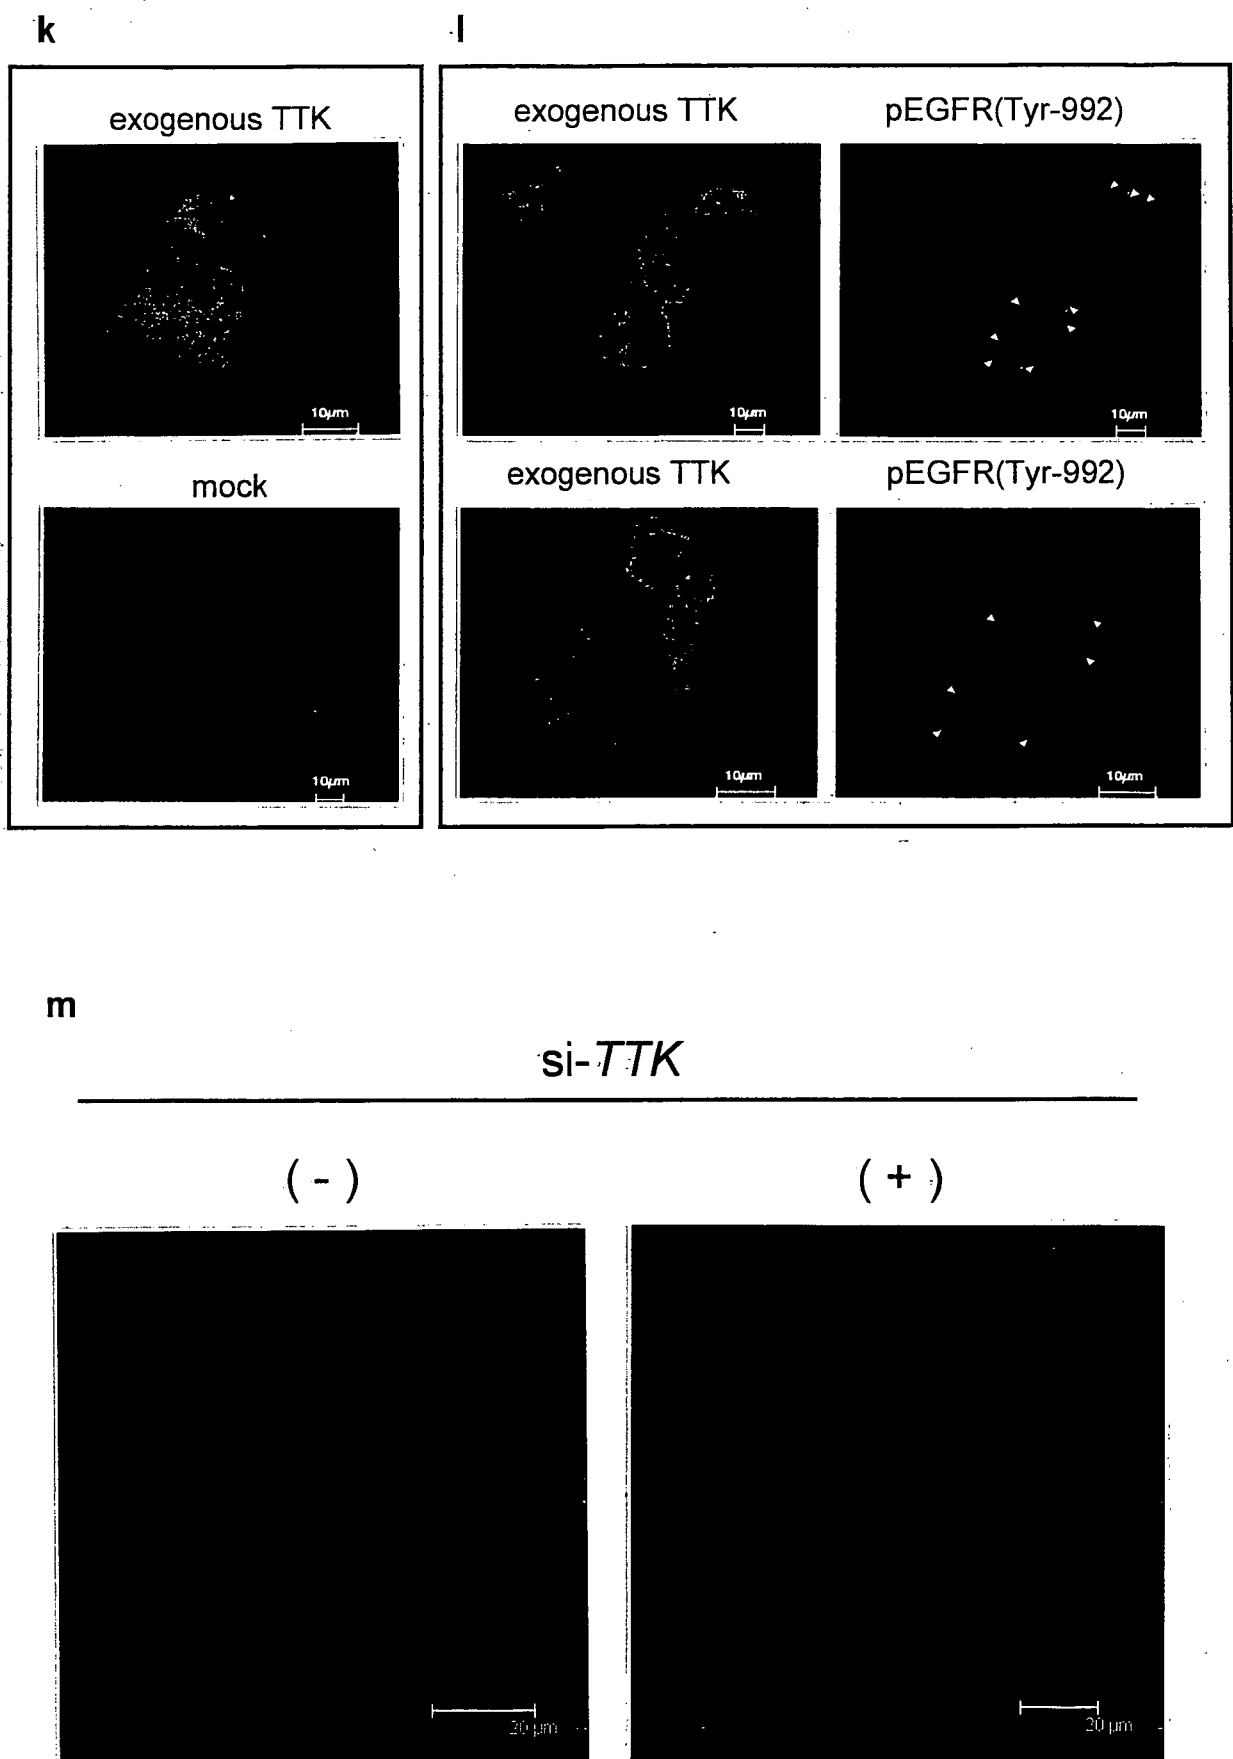 k
l
exogenous TTK
exogenous TTK
pEGFR(Tyr-992)
10μm
10μm
10μm
mock
exogenous TTK
pEGFR(Tyr-992)
10μm
10μm
10μm
m
si-TTK
( - )
( + )
20 μm
20 μm